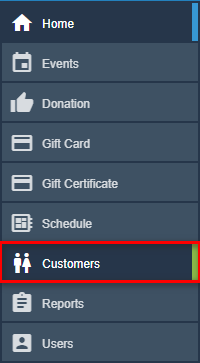 Home
Events
Donation
Gift Card
Gift Certificate
Schedule
Customers
Reports
Users